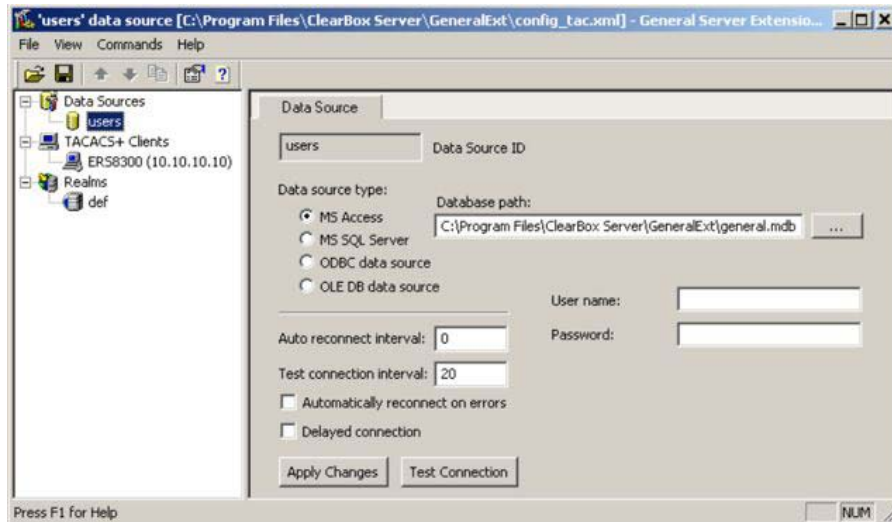 'users' data source [C:\Program Files\ClearBox Server\GeneralExt\config_tac.xml] - General Server Extensio...
File View Commands Help
Data Sources
users
TACACS+ Clients
ERS8300 (10.10.10.10)
Realms
def
Data Source
users
Data Source ID
Data source type:
MS Access
MS SQL Server
ODBC data source
OLE DB data source
Database path:
C:\Program Files\ClearBox Server\GeneralExt\general.mdb
...
User name:
Password:
Auto reconnect interval: 0
Test connection interval: 20
Automatically reconnect on errors
Delayed connection
Apply Changes
Test Connection
Press F1 for Help
NUM